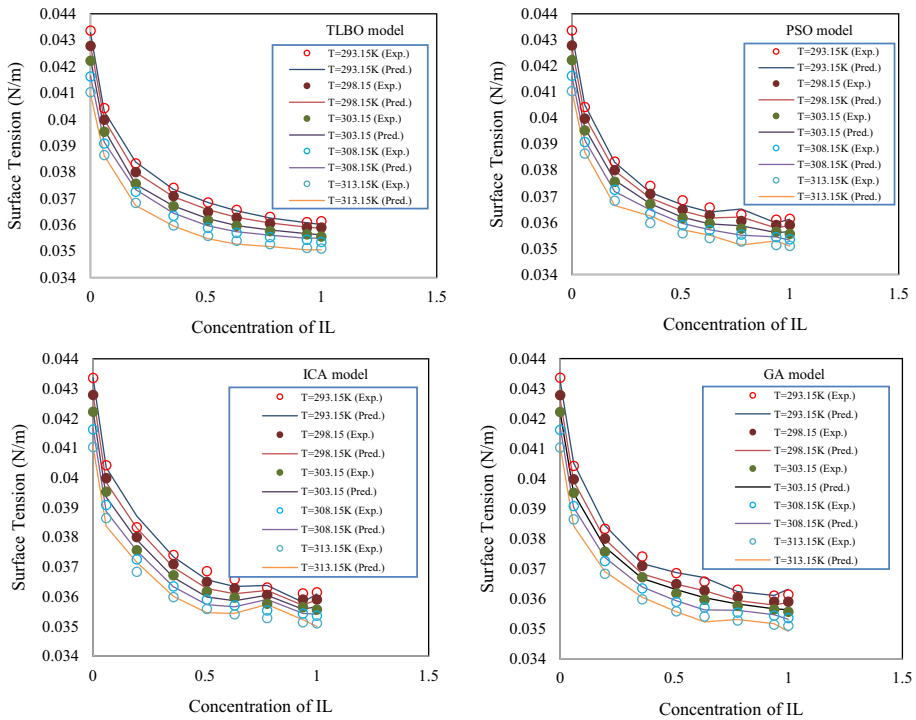 TLBO model
T=293.15K (Exp.)
T=293.15K (Pred.)
T=298.15 (Exp.)
T=298.15K (Pred.)
T=303.15 (Exp.)
T=303.15 (Pred.)
T=308.15K (Exp.)
T=308.15K (Pred.)
T=313.15K (Exp.)
T=313.15K (Pred.)
Surface Tension (N/m)
0.044
0.043
0.042
0.041
0.04
0.039
0.038
0.037
0.036
0.035
0.034
0 0.5 1 1.5
Concentration of IL
PSO model
T=293.15K (Exp.)
T=293.15K (Pred.)
T=298.15 (Exp.)
T=298.15K (Pred.)
T=303.15 (Exp.)
T=303.15 (Pred.)
T=308.15K (Exp.)
T=308.15K (Pred.)
T=313.15K (Exp.)
T=313.15K (Pred.)
Surface Tension (N/m)
0.044
0.043
0.042
0.041
0.04
0.039
0.038
0.037
0.036
0.035
0.034
0 0.5 1 1.5
Concentration of IL
ICA model
T=293.15K (Exp.)
T=293.15K (Pred.)
T=298.15 (Exp.)
T=298.15K (Pred.)
T=303.15 (Exp.)
T=303.15 (Pred.)
T=308.15K (Exp.)
T=308.15K (Pred.)
T=313.15K (Exp.)
T=313.15K (Pred.)
Surface Tension (N/m)
0.044
0.043
0.042
0.041
0.04
0.039
0.038
0.037
0.036
0.035
0.034
0 0.5 1 1.5
Concentration of IL
GA model
T=293.15K (Exp.)
T=293.15K (Pred.)
T=298.15 (Exp.)
T=298.15K (Pred.)
T=303.15 (Exp.)
T=303.15 (Pred.)
T=308.15K (Exp.)
T=308.15K (Pred.)
T=313.15K (Exp.)
T=313.15K (Pred.)
Surface Tension (N/m)
0.044
0.043
0.042
0.041
0.04
0.039
0.038
0.037
0.036
0.035
0.034
0 0.5 1 1.5
Concentration of IL